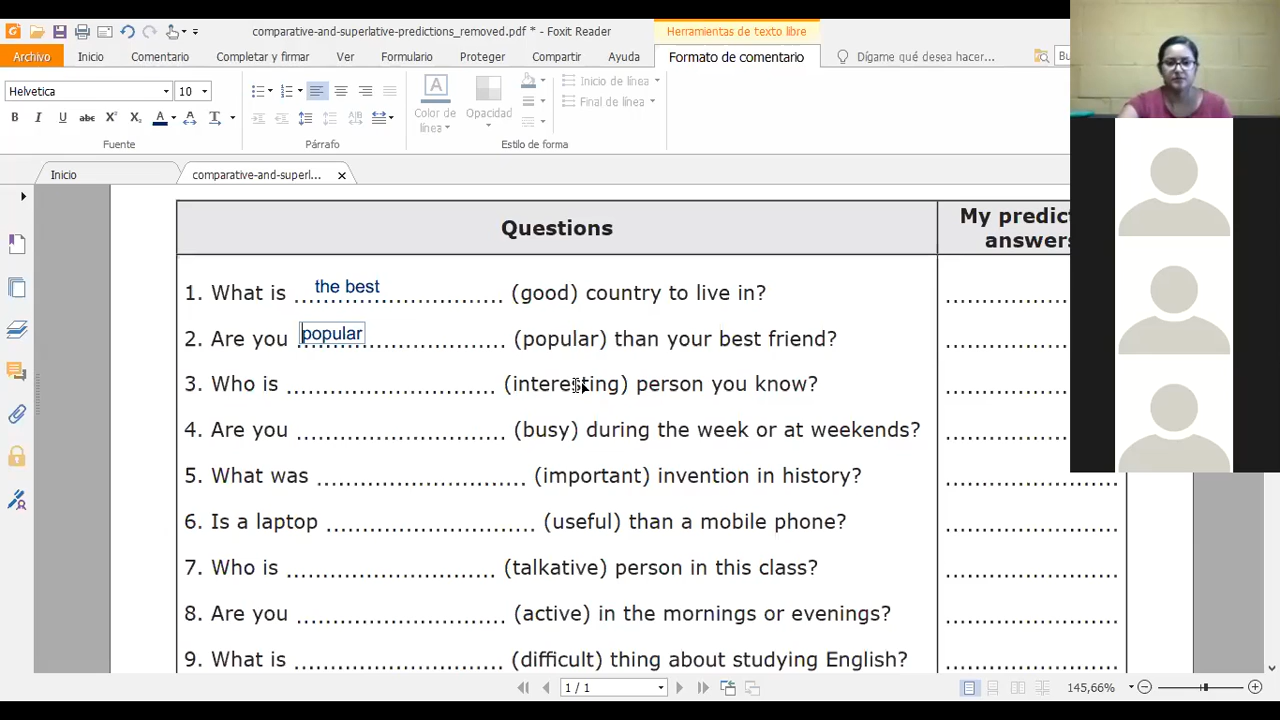 comparative-and-superlative-predictions_removed.pdf * - Foxit Reader
Herramientas de texto libre
Archivo
Inicio
Comentario
Completar y firmar
Ver
Formulario
Proteger
Compartir
Ayuda
Formato de comentario
Dígame qué desea hacer...
Bu
Helvetica
10
Color de línea
Opacidad
Inicio de línea
Final de línea
Fuente
Párrafo
Estilo de forma
Inicio
comparative-and-superl...
Questions
My predict
answers
1. What is the best (good) country to live in?
2. Are you popular (popular) than your best friend?
3. Who is .............................. (interesting) person you know?
4. Are you .............................. (busy) during the week or at weekends?
5. What was .............................. (important) invention in history?
6. Is a laptop .............................. (useful) than a mobile phone?
7. Who is .............................. (talkative) person in this class?
8. Are you .............................. (active) in the mornings or evenings?
9. What is .............................. (difficult) thing about studying English?
1 / 1
145,66%